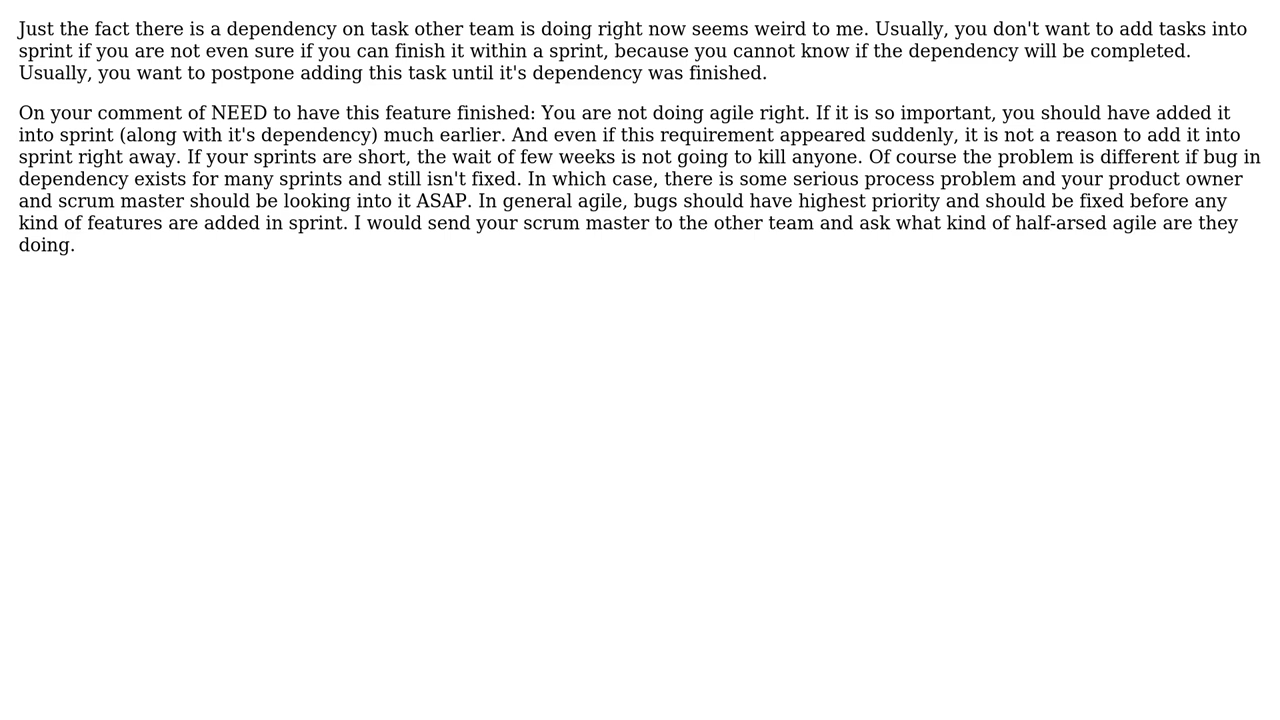 Just the fact there is a dependency on task other team is doing right now seems weird to me. Usually, you don't want to add tasks into
sprint if you are not even sure if you can finish it within a sprint, because you cannot know if the dependency will be completed.
Usually, you want to postpone adding this task until it's dependency was finished.
On your comment of NEED to have this feature finished: You are not doing agile right. If it is so important, you should have added it
into sprint (along with it's dependency) much earlier. And even if this requirement appeared suddenly, it is not a reason to add it into
sprint right away. If your sprints are short, the wait of few weeks is not going to kill anyone. Of course the problem is different if bug in
dependency exists for many sprints and still isn't fixed. In which case, there is some serious process problem and your product owner
and scrum master should be looking into it ASAP. In general agile, bugs should have highest priority and should be fixed before any
kind of features are added in sprint. I would send your scrum master to the other team and ask what kind of half-arsed agile are they
doing.